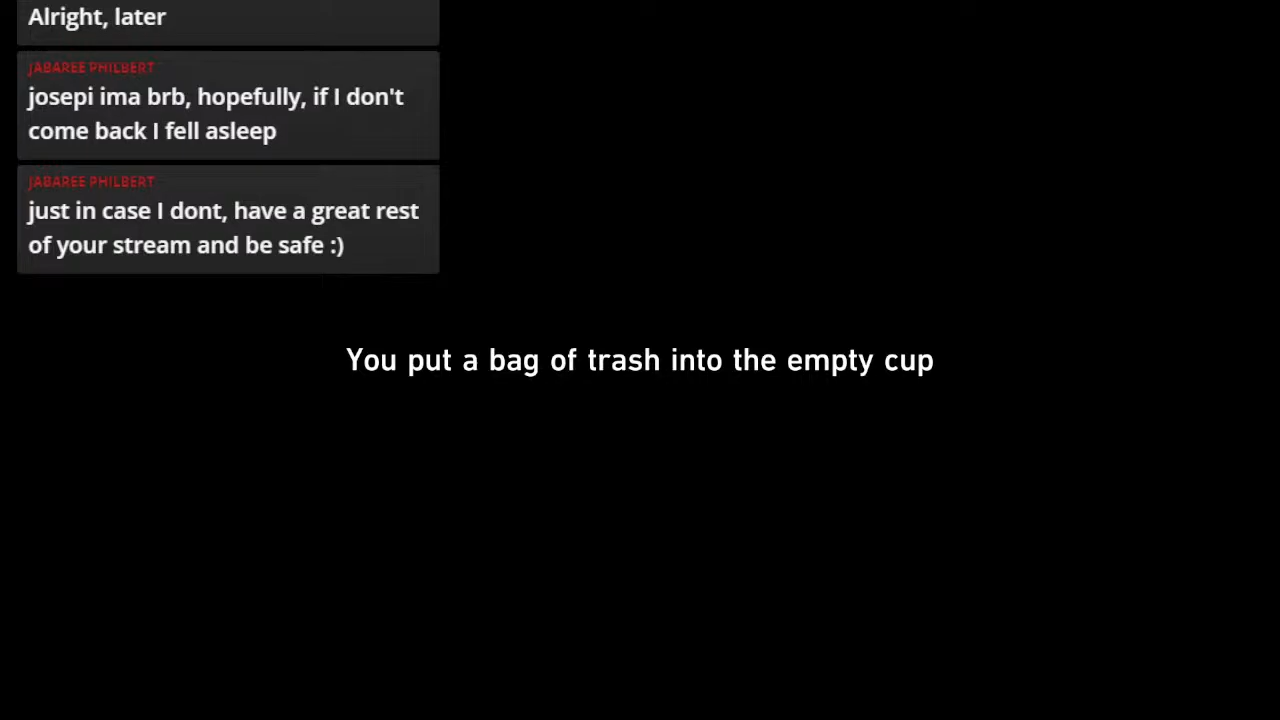 Alright, later
JABAREE PHILBERT
josepi ima brb, hopefully, if I don't
come back I fell asleep
JABAREE PHILBERT
just in case I dont, have a great rest
of your stream and be safe :)
You put a bag of trash into the empty cup